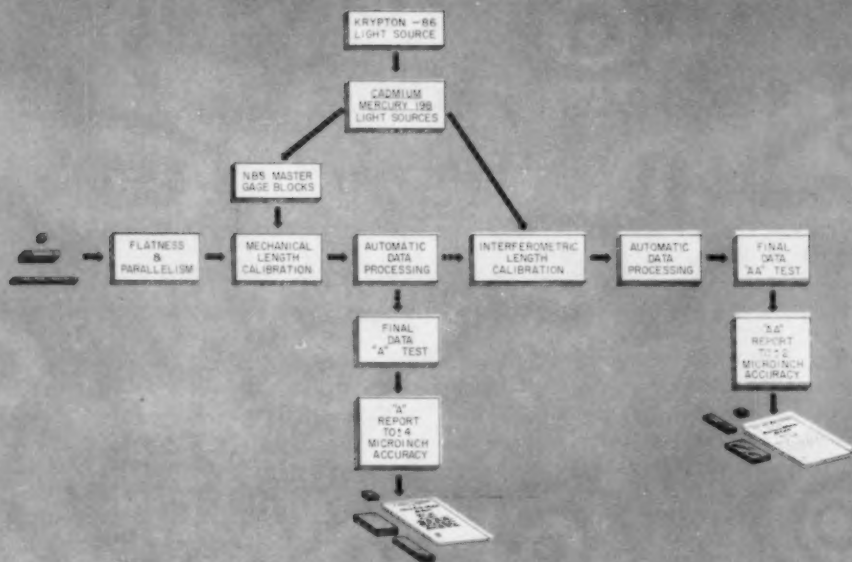 KRYPTON -86
LIGHT SOURCE
CADMIUM
MERCURY 198
LIGHT SOURCES
NBS MASTER
GAGE BLOCKS
FLATNESS
&
PARALLELISM
MECHANICAL
LENGTH
CALIBRATION
AUTOMATIC
DATA
PROCESSING
INTERFEROMETRIC
LENGTH
CALIBRATION
AUTOMATIC
DATA
PROCESSING
FINAL
DATA
"AA" TEST
FINAL
DATA
"A" TEST
"AA"
REPORT
TO ± 2
MICROINCH
ACCURACY
"A"
REPORT
TO ± 4
MICROINCH
ACCURACY